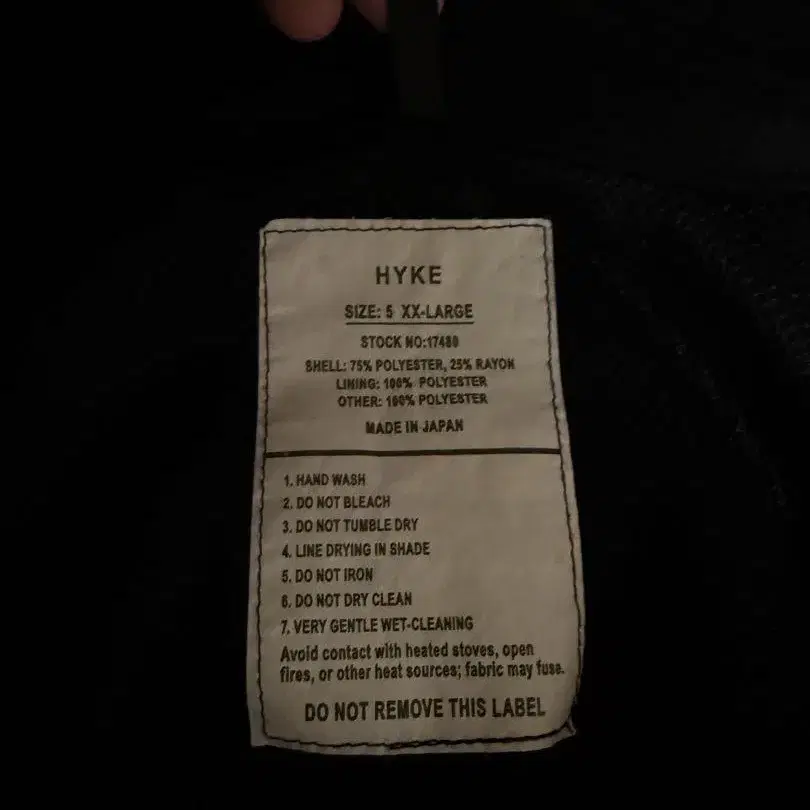 HYKE
SIZE: 5 XX-LARGE
STOCK NO:17480
SHELL: 75% POLYESTER, 25% RAYON
LINING: 100% POLYESTER
OTHER: 100% POLYESTER
MADE IN JAPAN
1. HAND WASH
2. DO NOT BLEACH
3. DO NOT TUMBLE DRY
4. LINE DRYING IN SHADE
5. DO NOT IRON
6. DO NOT DRY CLEAN
7. VERY GENTLE WET-CLEANING
Avoid contact with heated stoves, open
fires, or other heat sources; fabric may fuse.
DO NOT REMOVE THIS LABEL